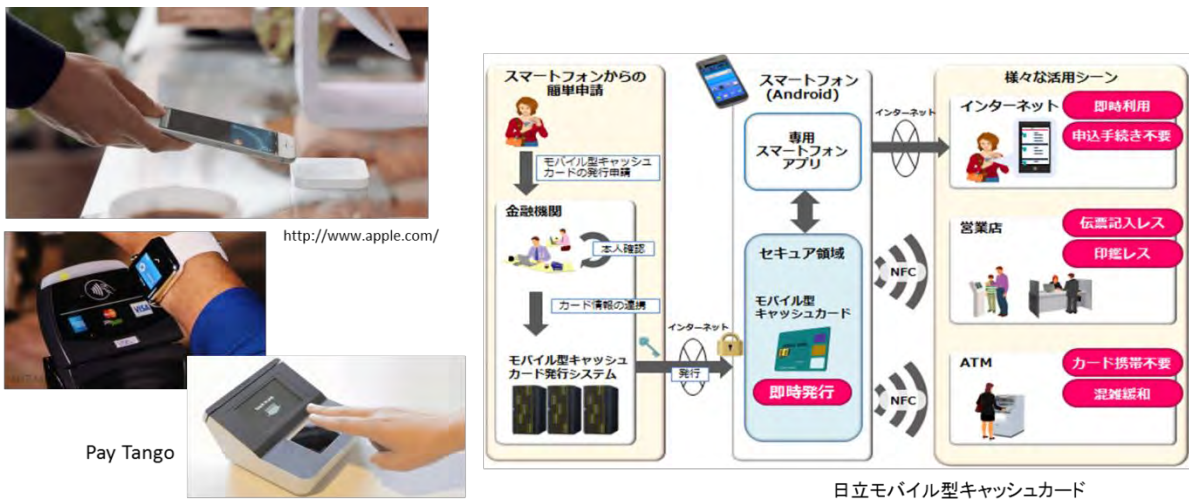 http://www.apple.com/
VISA
Pay Tango
スマートフォンからの
簡単申請
モバイル型キャッシュ
カードの発行申請
金融機関
本人確認
カード情報の連携
モバイル型キャッシュ
カード発行システム
インターネット
発行
スマートフォン
(Android)
専用
スマートフォン
アプリ
セキュア領域
モバイル型
キャッシュカード
即時発行
インターネット
NFC
NFC
様々な活用シーン
インターネット
即時利用
申込手続き不要
営業店
伝票記入レス
印鑑レス
ATM
カード携帯不要
混雑緩和
日立モバイル型キャッシュカード